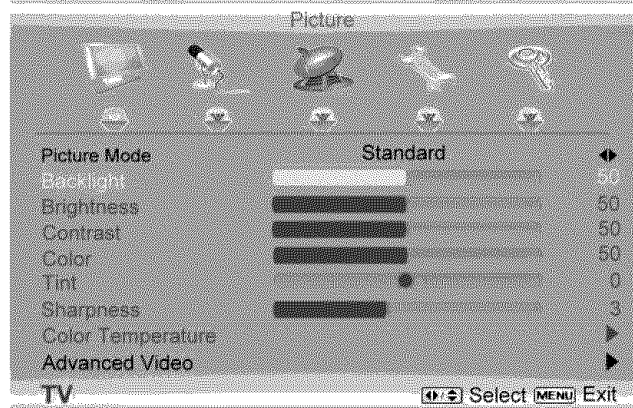 Picture
Picture Mode Standard
Backlight 50
Brightness 50
Contrast 50
Color 50
Tint 0
Sharpness 3
Color Temperature
Advanced Video
TV Select MENU Exit